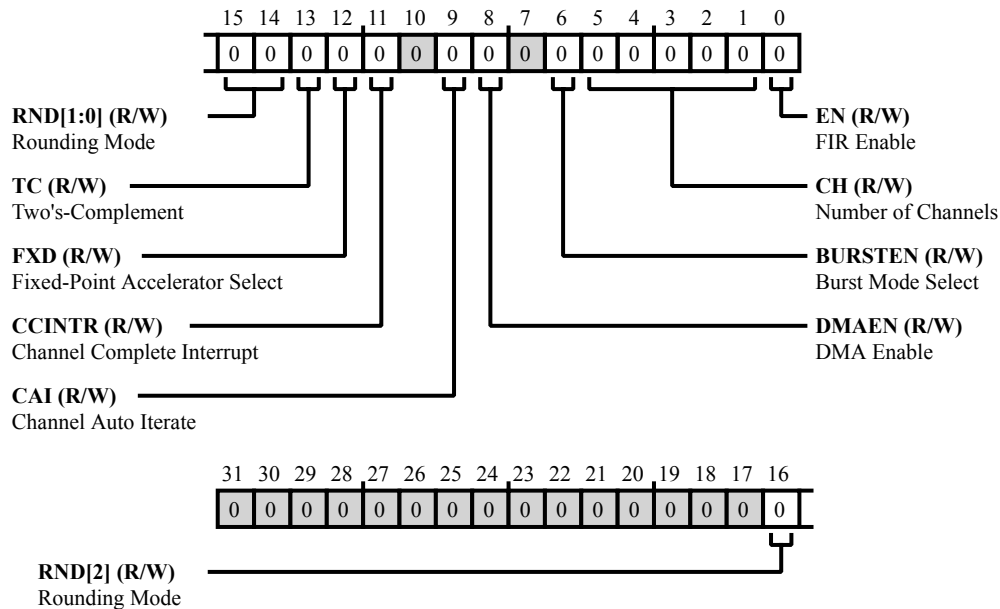 15 14 13 12 11 10 9 8 7 6 5 4 3 2 1 0
0 0 0 0 0 0 0 0 0 0 0 0 0 0 0 0
RND[1:0] (R/W)
Rounding Mode
TC (R/W)
Two's-Complement
FXD (R/W)
Fixed-Point Accelerator Select
CCINTR (R/W)
Channel Complete Interrupt
CAI (R/W)
Channel Auto Iterate
EN (R/W)
FIR Enable
CH (R/W)
Number of Channels
BURSTEN (R/W)
Burst Mode Select
DMAEN (R/W)
DMA Enable
31 30 29 28 27 26 25 24 23 22 21 20 19 18 17 16
0 0 0 0 0 0 0 0 0 0 0 0 0 0 0 0
RND[2] (R/W)
Rounding Mode